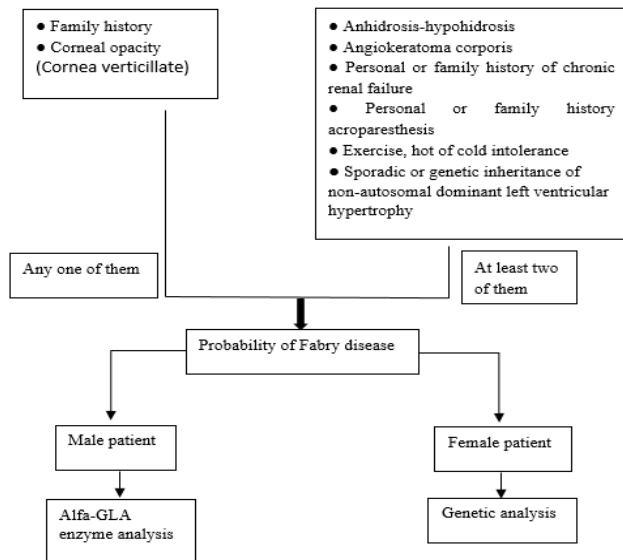 ● Family history
● Corneal opacity
(Cornea verticillate)
● Anhidrosis-hypohidrosis
● Angiokeratoma corporis
● Personal or family history of chronic
renal failure
● Personal or family history
acroparesthesis
● Exercise, hot of cold intolerance
● Sporadic or genetic inheritance of
non-autosomal dominant left ventricular
hypertrophy
Any one of them
At least two
of them
Probability of Fabry disease
Male patient
Female patient
Alfa-GLA
enzyme analysis
Genetic analysis